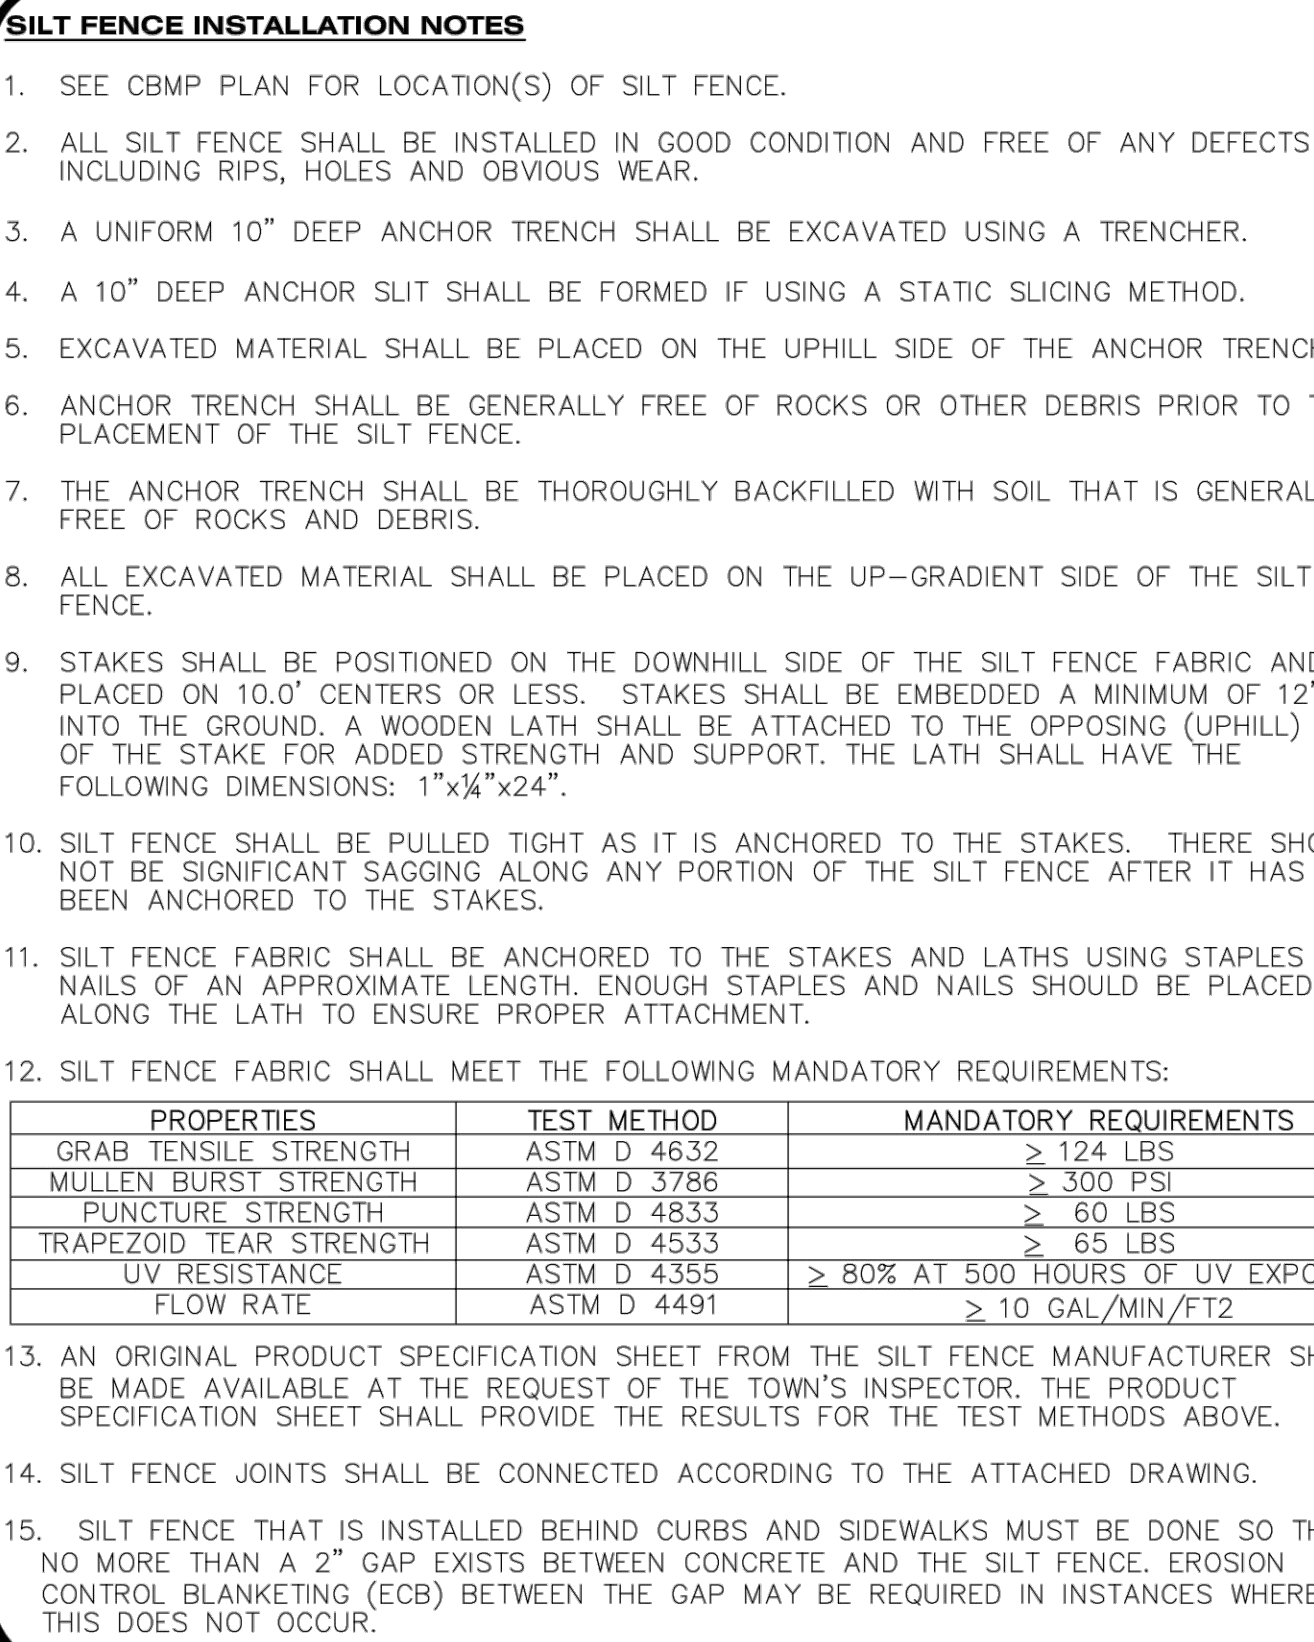 SILT FENCE INSTALLATION NOTES
1. SEE CBMP PLAN FOR LOCATION(S) OF SILT FENCE.
2. ALL SILT FENCE SHALL BE INSTALLED IN GOOD CONDITION AND FREE OF ANY DEFECTS
INCLUDING RIPS, HOLES AND OBVIOUS WEAR.
3. A UNIFORM 10" DEEP ANCHOR TRENCH SHALL BE EXCAVATED USING A TRENCHER.
4. A 10" DEEP ANCHOR SLIT SHALL BE FORMED IF USING A STATIC SLICING METHOD.
5. EXCAVATED MATERIAL SHALL BE PLACED ON THE UPHILL SIDE OF THE ANCHOR TRENCH
6. ANCHOR TRENCH SHALL BE GENERALLY FREE OF ROCKS OR OTHER DEBRIS PRIOR TO
PLACEMENT OF THE SILT FENCE.
7. THE ANCHOR TRENCH SHALL BE THOROUGHLY BACKFILLED WITH SOIL THAT IS GENERAL
FREE OF ROCKS AND DEBRIS.
8. ALL EXCAVATED MATERIAL SHALL BE PLACED ON THE UP-GRADIENT SIDE OF THE SILT
FENCE.
9. STAKES SHALL BE POSITIONED ON THE DOWNHILL SIDE OF THE SILT FENCE FABRIC AND
PLACED ON 10.0' CENTERS OR LESS. STAKES SHALL BE EMBEDDED A MINIMUM OF 12"
INTO THE GROUND. A WOODEN LATH SHALL BE ATTACHED TO THE OPPOSING (UPHILL)
OF THE STAKE FOR ADDED STRENGTH AND SUPPORT. THE LATH SHALL HAVE THE
FOLLOWING DIMENSIONS: 1"x¼"x24".
10. SILT FENCE SHALL BE PULLED TIGHT AS IT IS ANCHORED TO THE STAKES. THERE SHO
NOT BE SIGNIFICANT SAGGING ALONG ANY PORTION OF THE SILT FENCE AFTER IT HAS
BEEN ANCHORED TO THE STAKES.
11. SILT FENCE FABRIC SHALL BE ANCHORED TO THE STAKES AND LATHS USING STAPLES
NAILS OF AN APPROXIMATE LENGTH. ENOUGH STAPLES AND NAILS SHOULD BE PLACED
ALONG THE LATH TO ENSURE PROPER ATTACHMENT.
12. SILT FENCE FABRIC SHALL MEET THE FOLLOWING MANDATORY REQUIREMENTS:
PROPERTIES TEST METHOD MANDATORY REQUIREMENTS
GRAB TENSILE STRENGTH ASTM D 4632 ≥ 124 LBS
MULLEN BURST STRENGTH ASTM D 3786 ≥ 300 PSI
PUNCTURE STRENGTH ASTM D 4833 ≥ 60 LBS
TRAPEZOID TEAR STRENGTH ASTM D 4533 ≥ 65 LBS
UV RESISTANCE ASTM D 4355 ≥ 80% AT 500 HOURS OF UV EXPO
FLOW RATE ASTM D 4491 ≥ 10 GAL/MIN/FT2
13. AN ORIGINAL PRODUCT SPECIFICATION SHEET FROM THE SILT FENCE MANUFACTURER SH
BE MADE AVAILABLE AT THE REQUEST OF THE TOWN'S INSPECTOR. THE PRODUCT
SPECIFICATION SHEET SHALL PROVIDE THE RESULTS FOR THE TEST METHODS ABOVE.
14. SILT FENCE JOINTS SHALL BE CONNECTED ACCORDING TO THE ATTACHED DRAWING.
15. SILT FENCE THAT IS INSTALLED BEHIND CURBS AND SIDEWALKS MUST BE DONE SO TH
NO MORE THAN A 2" GAP EXISTS BETWEEN CONCRETE AND THE SILT FENCE. EROSION
CONTROL BLANKETING (ECB) BETWEEN THE GAP MAY BE REQUIRED IN INSTANCES WHERE
THIS DOES NOT OCCUR.